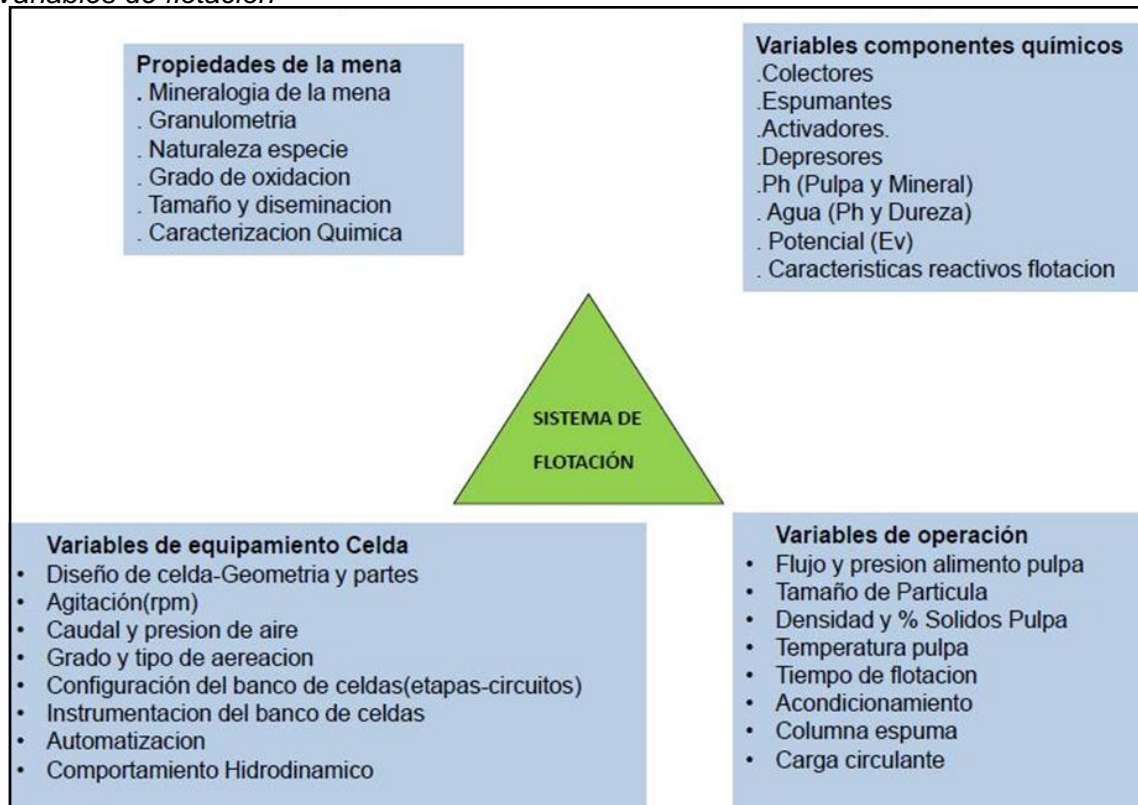 Variables de flotación
Propiedades de la mena
. Mineralogia de la mena
. Granulometria
. Naturaleza especie
. Grado de oxidacion
. Tamaño y diseminacion
. Caracterizacion Quimica
Variables componentes químicos
.Colectores
.Espumantes
.Activadores.
.Depresores
.Ph (Pulpa y Mineral)
. Agua (Ph y Dureza)
. Potencial (Ev)
. Caracteristicas reactivos flotacion
SISTEMA DE
FLOTACIÓN
Variables de equipamiento Celda
• Diseño de celda-Geometria y partes
• Agitación(rpm)
• Caudal y presion de aire
• Grado y tipo de aereacion
• Configuración del banco de celdas(etapas-circuitos)
• Instrumentacion del banco de celdas
• Automatizacion
• Comportamiento Hidrodinamico
Variables de operación
• Flujo y presion alimento pulpa
• Tamaño de Particula
• Densidad y % Solidos Pulpa
• Temperatura pulpa
• Tiempo de flotacion
• Acondicionamiento
• Columna espuma
• Carga circulante